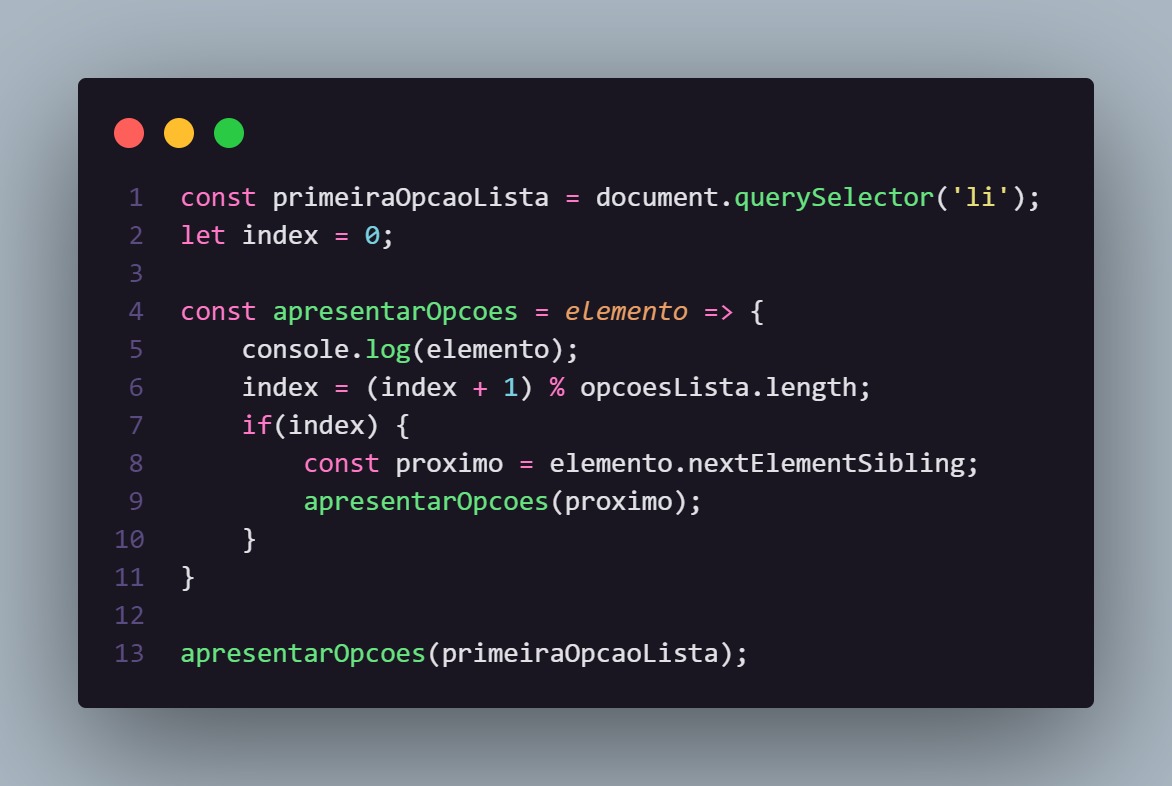 1 const primeiraOpcaoLista = document.querySelector('li');
2 let index = 0;
3
4 const apresentarOpcoes = elemento => {
5     console.log(elemento);
6     index = (index + 1) % opcoesLista.length;
7     if(index) {
8         const proximo = elemento.nextElementSibling;
9         apresentarOpcoes(proximo);
10     }
11 }
12
13 apresentarOpcoes(primeiraOpcaoLista);